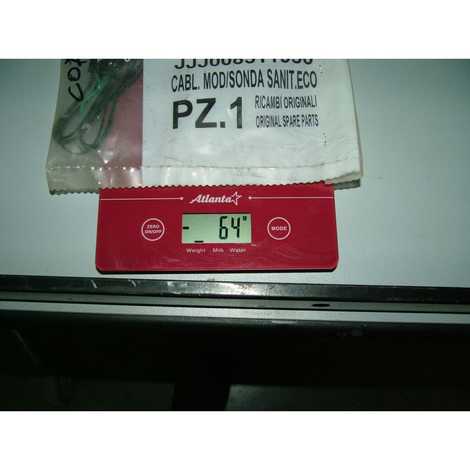 CABL. MOD/SONDA SANIT.ECO
PZ.1
RICAMBI ORIGINALI
ORIGINAL SPARE PARTS
Atlanta
ZERO
ON/OFF
64
MODE
Weight Milk Water